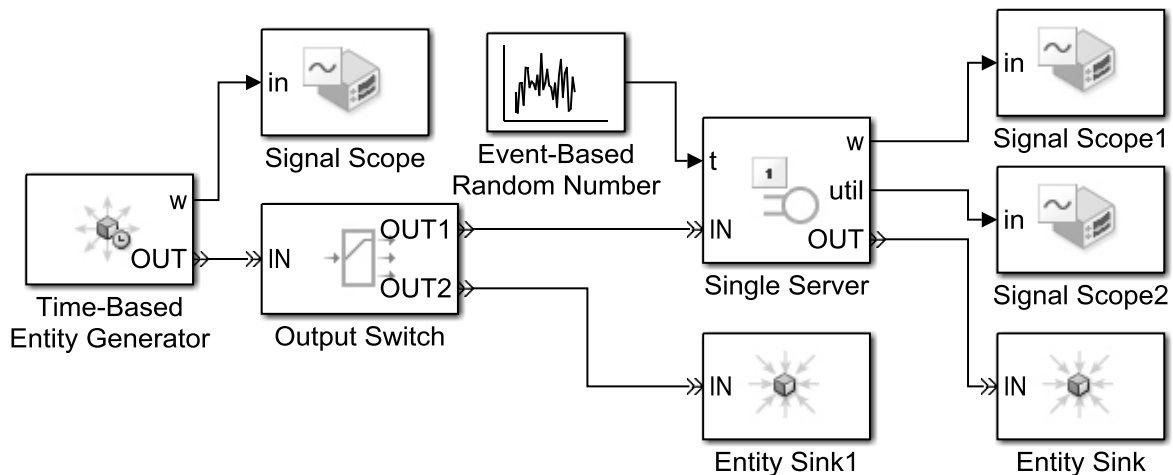 in
Signal Scope
Event-Based
Random Number
in
Signal Scope1
w
OUT
Time-Based
Entity Generator
IN
OUT1
OUT2
Output Switch
t
IN
1
w
util
OUT
Single Server
in
Signal Scope2
IN
Entity Sink1
IN
Entity Sink